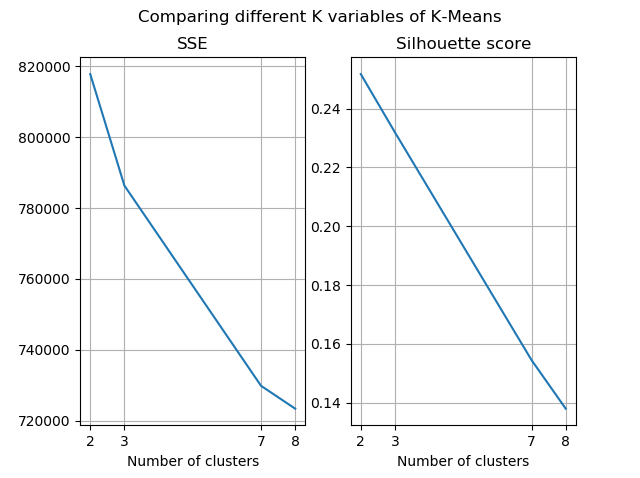 Comparing different K variables of K-Means
SSE
820000
800000
780000
760000
740000
720000
2 3 7 8
Number of clusters
Silhouette score
0.24
0.22
0.20
0.18
0.16
0.14
2 3 7 8
Number of clusters